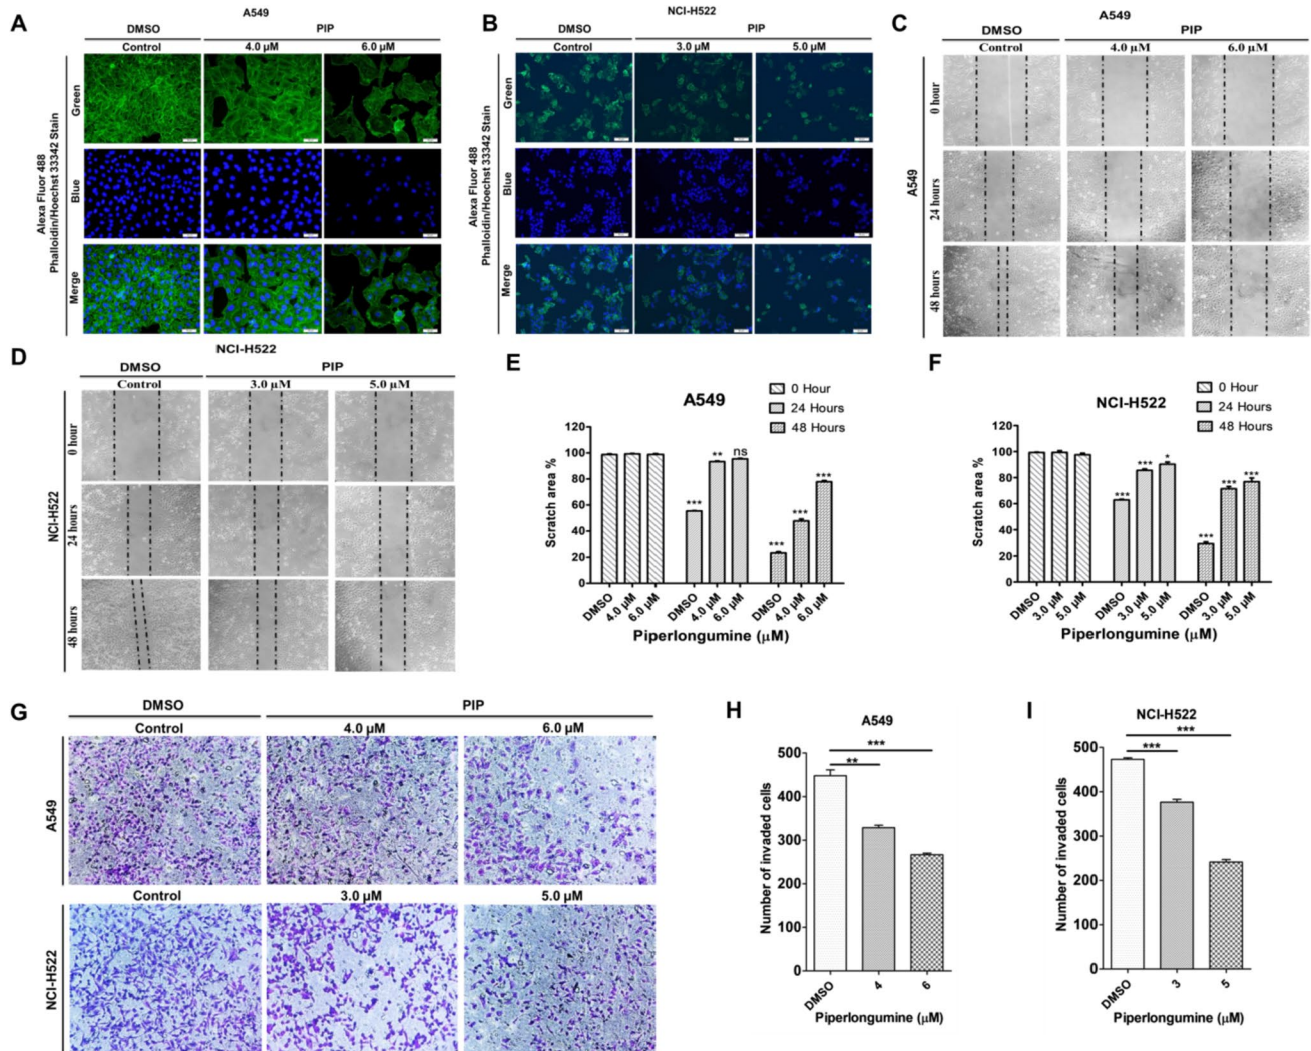 A
A549
DMSO
PIP
Control
4.0 µM
6.0 µM
Alexa Fluor 488
Phalloidin/Hoechst 33342 Stain
Green
Blue
Merge
B
NCI-H522
DMSO
PIP
Control
3.0 µM
5.0 µM
Alexa Fluor 488
Phalloidin/Hoechst 33342 Stain
Green
Blue
Merge
C
A549
DMSO
PIP
Control
4.0 µM
6.0 µM
A549
0 hour
24 hours
48 hours
D
NCI-H522
DMSO
PIP
Control
3.0 µM
5.0 µM
NCI-H522
0 hour
24 hours
48 hours
E
A549
0 Hour
24 Hours
48 Hours
Scratch area %
120
100
80
60
40
20
0
***
**
ns
***
***
***
DMSO
4.0 µM
6.0 µM
DMSO
4.0 µM
6.0 µM
DMSO
4.0 µM
6.0 µM
Piperlongumine (µM)
F
NCI-H522
0 Hour
24 Hours
48 Hours
Scratch area %
120
100
80
60
40
20
0
***
***
*
***
***
***
DMSO
3.0 µM
5.0 µM
DMSO
3.0 µM
5.0 µM
DMSO
3.0 µM
5.0 µM
Piperlongumine (µM)
G
DMSO
PIP
Control
4.0 µM
6.0 µM
A549
Control
3.0 µM
5.0 µM
NCI-H522
H
A549
***
**
Number of invaded cells
500
400
300
200
100
0
DMSO
4
6
Piperlongumine (µM)
I
NCI-H522
***
***
Number of invaded cells
500
400
300
200
100
0
DMSO
3
5
Piperlongumine (µM)